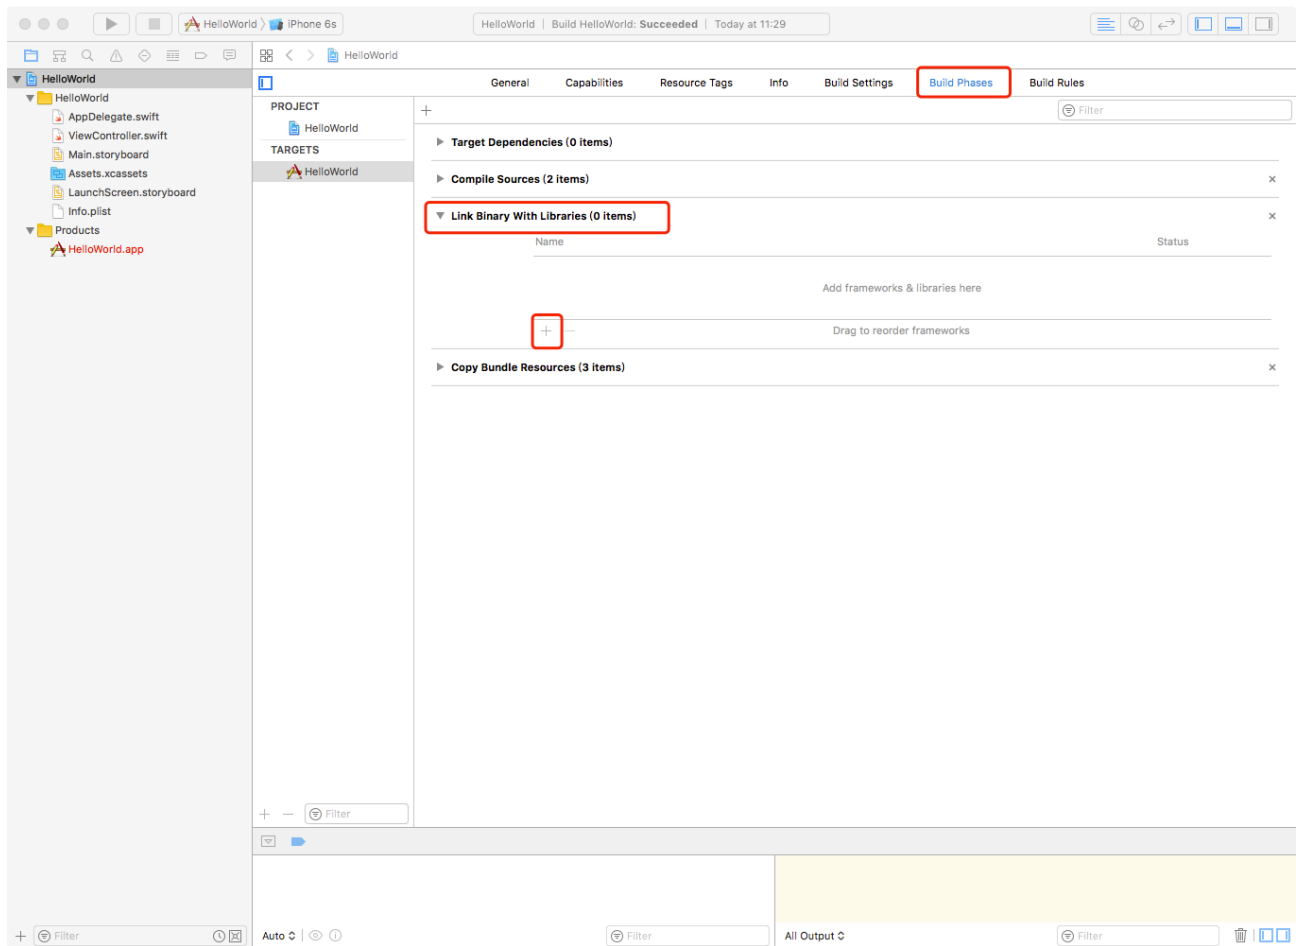 HelloWorld iPhone 6s HelloWorld Build HelloWorld: Succeeded Today at 11:29
HelloWorld
HelloWorld
HelloWorld
AppDelegate.swift
ViewController.swift
Main.storyboard
Assets.xcassets
LaunchScreen.storyboard
Info.plist
Products
HelloWorld.app
PROJECT
HelloWorld
TARGETS
HelloWorld
General Capabilities Resource Tags Info Build Settings Build Phases Build Rules
Filter
Target Dependencies (0 items)
Compile Sources (2 items)
Link Binary With Libraries (0 items)
Name Status
Add frameworks & libraries here
Drag to reorder frameworks
Copy Bundle Resources (3 items)
Filter
Filter
Auto Filter
All Output Filter